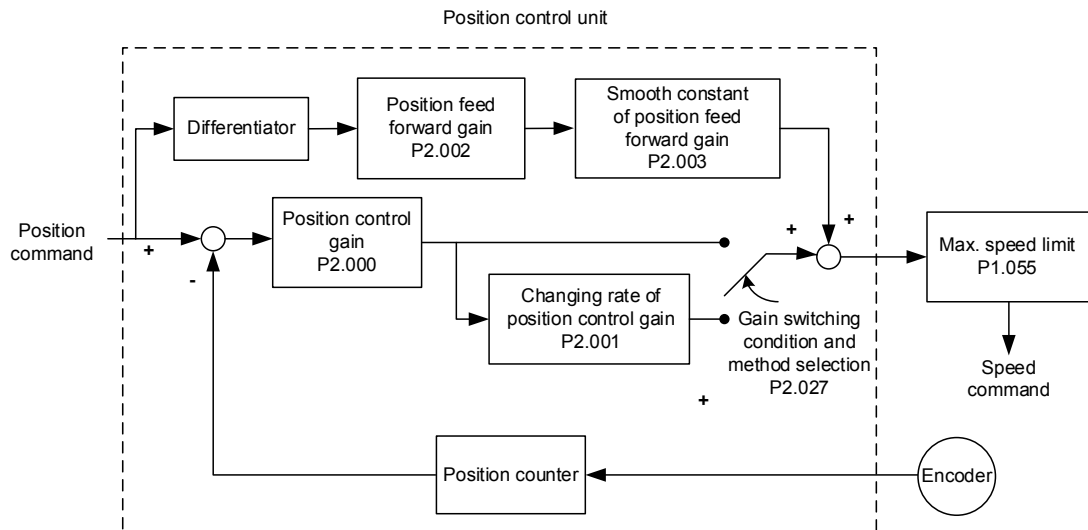 Position control unit
Differentiator
Position feed
forward gain
P2.002
Smooth constant
of position feed
forward gain
P2.003
Position
command
+
-
Position control
gain
P2.000
Changing rate of
position control gain
P2.001
+
+
Gain switching
condition and
method selection
P2.027
+
Max. speed limit
P1.055
Speed
command
Position counter
Encoder